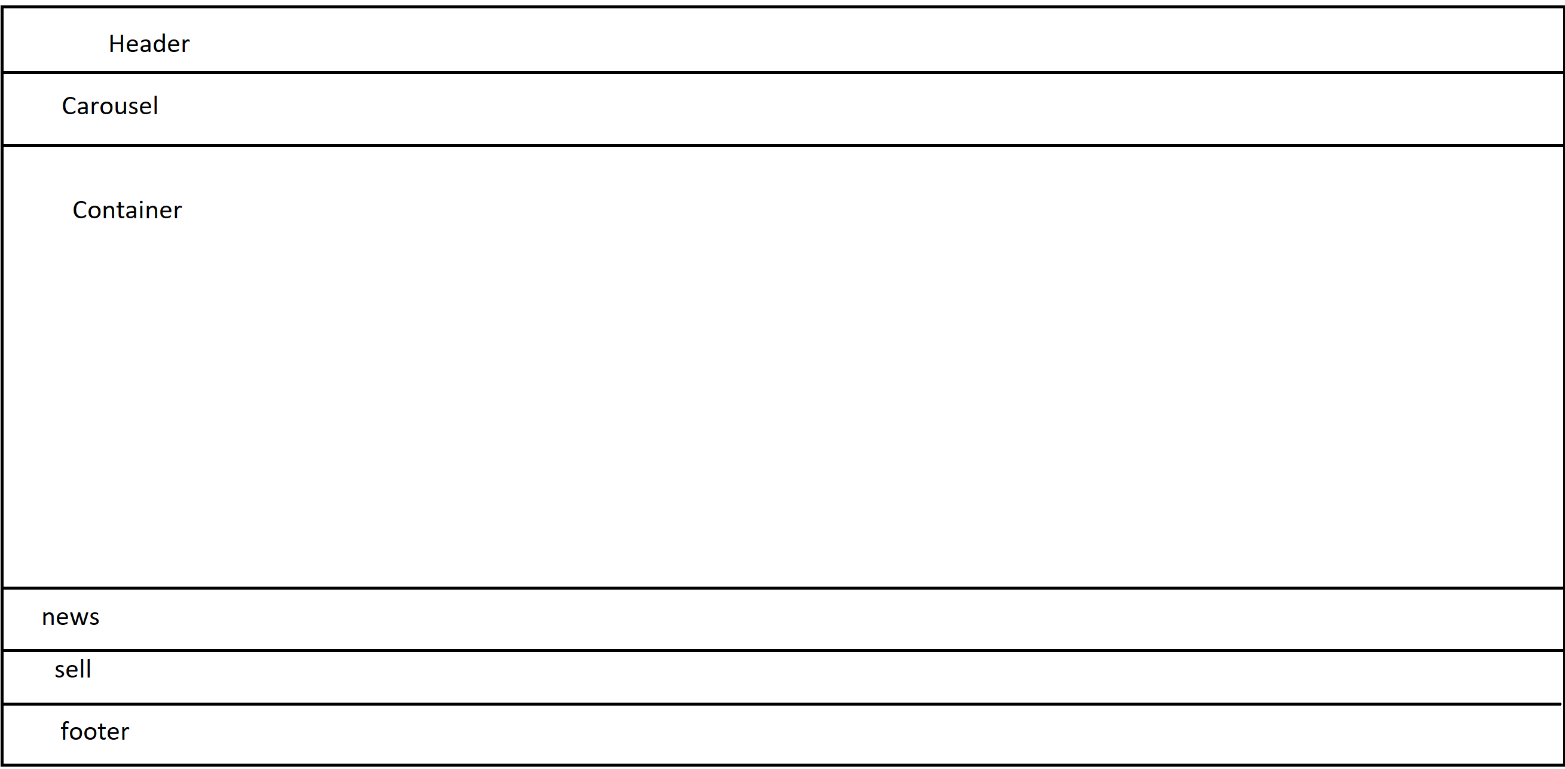 Header
Carousel
Container
news
sell
footer